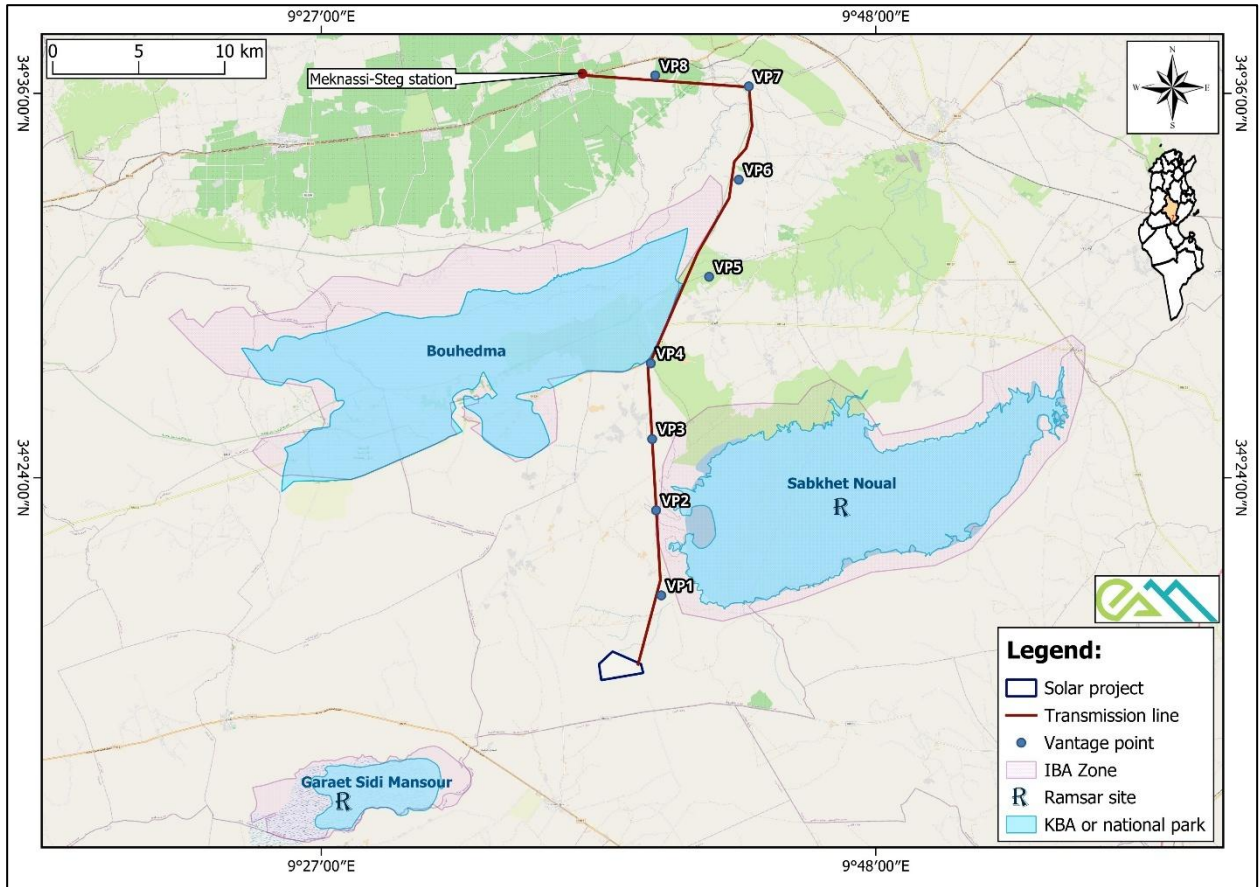 9°27'00"E
9°48'00"E
0 5 10 km
Meknassi-Steg station
VP8
VP7
N
W E
S
34°36'00"N
34°36'00"N
VP6
VP5
Bouhedma
VP4
VP3
34°24'00"N
34°24'00"N
Sabkhet Noual
R
VP2
VP1
Garaet Sidi Mansour
R
Legend:
Solar project
Transmission line
Vantage point
IBA Zone
R Ramsar site
KBA or national park
9°27'00"E
9°48'00"E